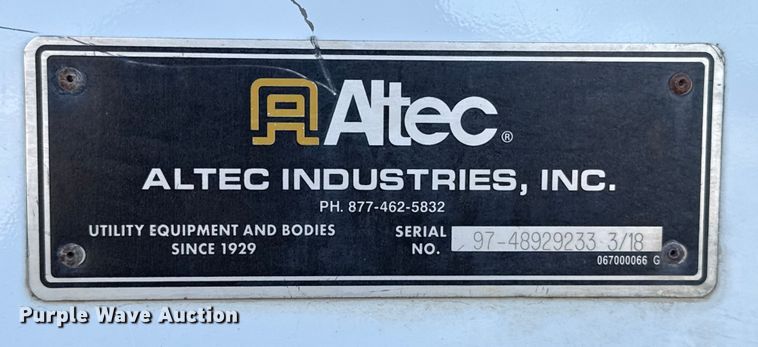 Altec®
ALTEC INDUSTRIES, INC.
PH. 877-462-5832
UTILITY EQUIPMENT AND BODIES
SINCE 1929
SERIAL
NO.
97-48929233 3/18
067000066 G
Purple Wave Auction